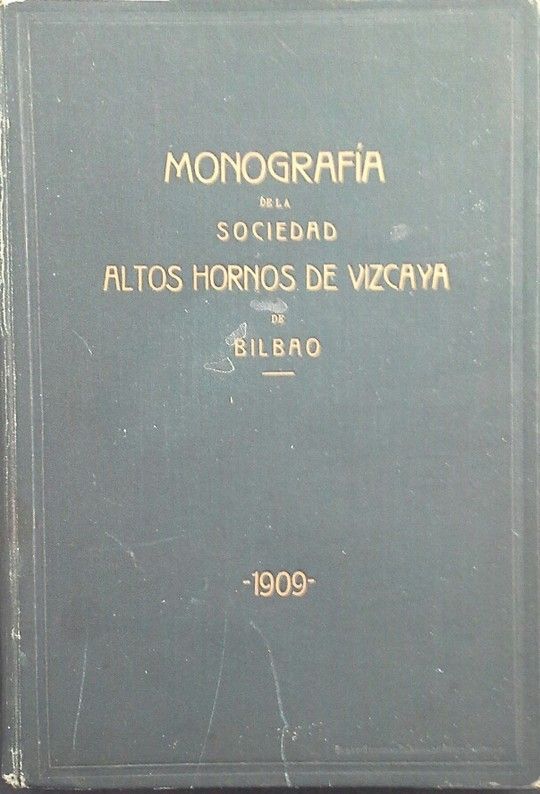 MONOGRAFÍA
DE LA
SOCIEDAD
ALTOS HORNOS DE VIZCAYA
DE
BILBAO
-1909-